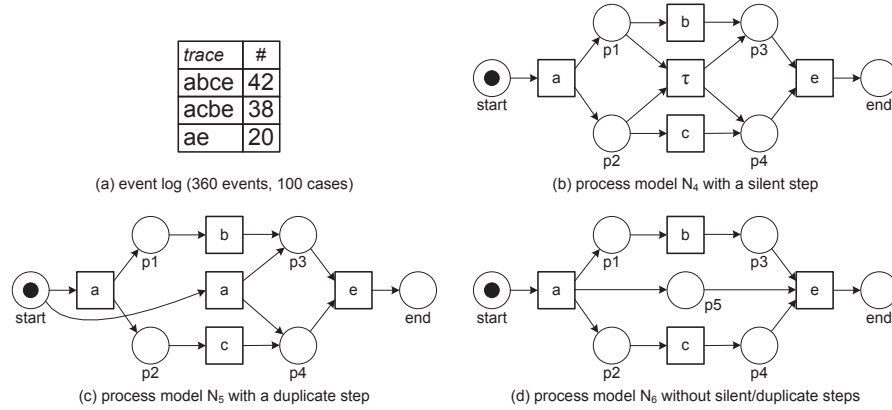 trace #
abce 42
acbe 38
ae 20
(a) event log (360 events, 100 cases)
start
a
p1
p2
b
τ
c
p3
p4
e
end
(b) process model N4 with a silent step
start
a
p1
p2
b
a
c
p3
p4
e
end
(c) process model N5 with a duplicate step
start
a
p1
p2
b
p5
c
p3
p4
e
end
(d) process model N6 without silent/duplicate steps